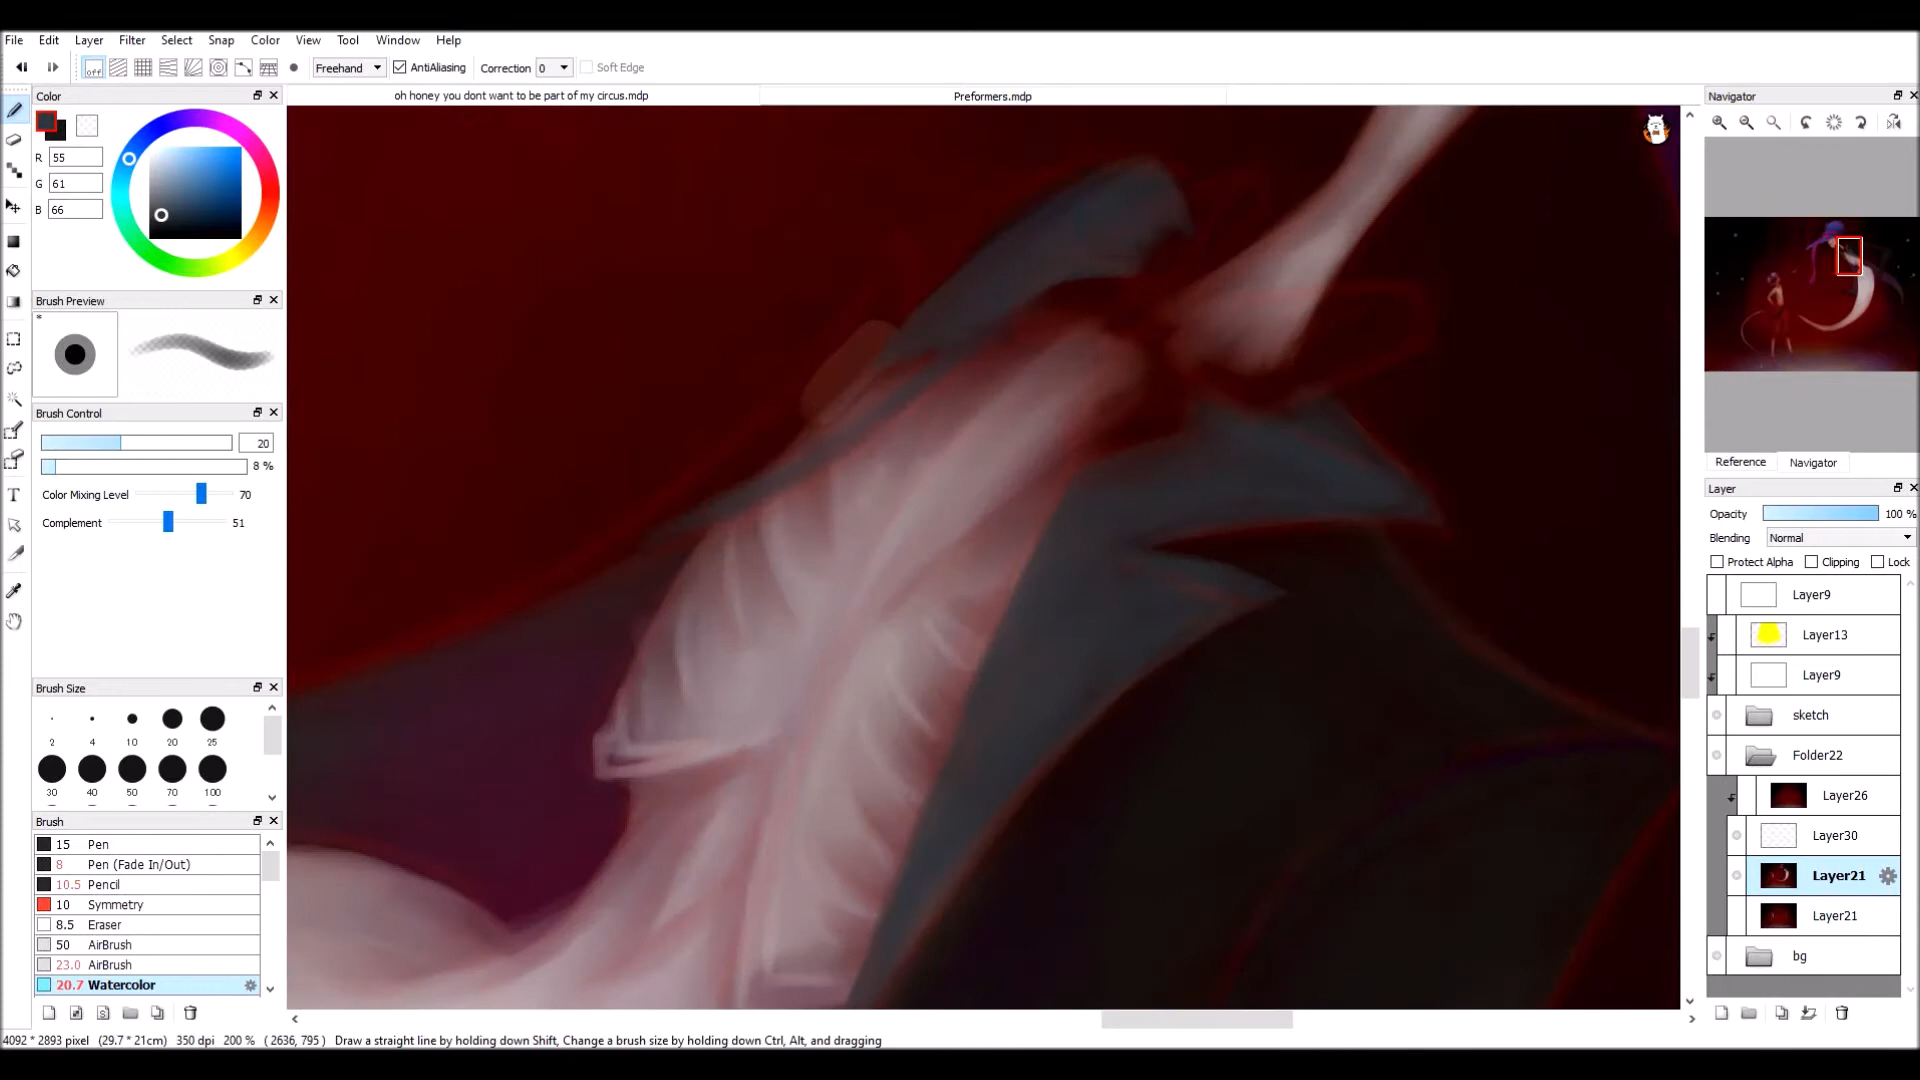 File Edit Layer Filter Select Snap Color View Tool Window Help
off Freehand AntiAliasing Correction 0 Soft Edge
Color
oh honey you dont want to be part of my circus.mdp
Preformers.mdp
Navigator
R 55
G 61
B 66
Brush Preview
*
Brush Control
20
8 %
Color Mixing Level 70
Complement 51
Reference Navigator
Layer
Opacity 100 %
Blending Normal
Protect Alpha Clipping Lock
Layer9
Layer13
Layer9
sketch
Folder22
Layer26
Layer30
Layer21
Layer21
bg
T
Brush Size
2 4 10 20 25
30 40 50 70 100
Brush
15 Pen
8 Pen (Fade In/Out)
10.5 Pencil
10 Symmetry
8.5 Eraser
50 AirBrush
23.0 AirBrush
20.7 Watercolor
4092 * 2893 pixel (29.7 * 21cm) 350 dpi 200 % ( 2636, 795 ) Draw a straight line by holding down Shift, Change a brush size by holding down Ctrl, Alt, and dragging